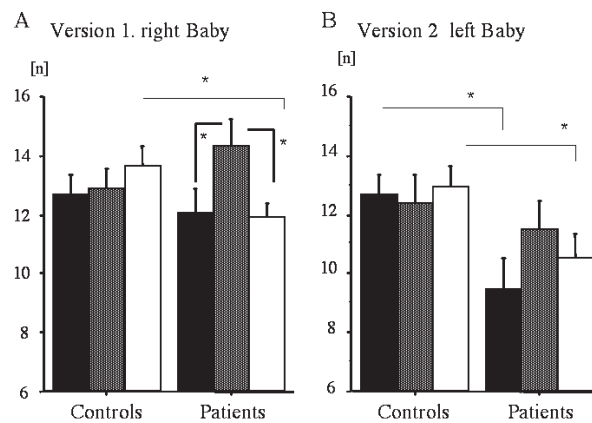 A Version 1. right Baby
[n]
*
16
14
12
10
8
6
* *
Controls Patients
B Version 2 left Baby
[n]
*
*
16
14
12
10
8
6
Controls Patients